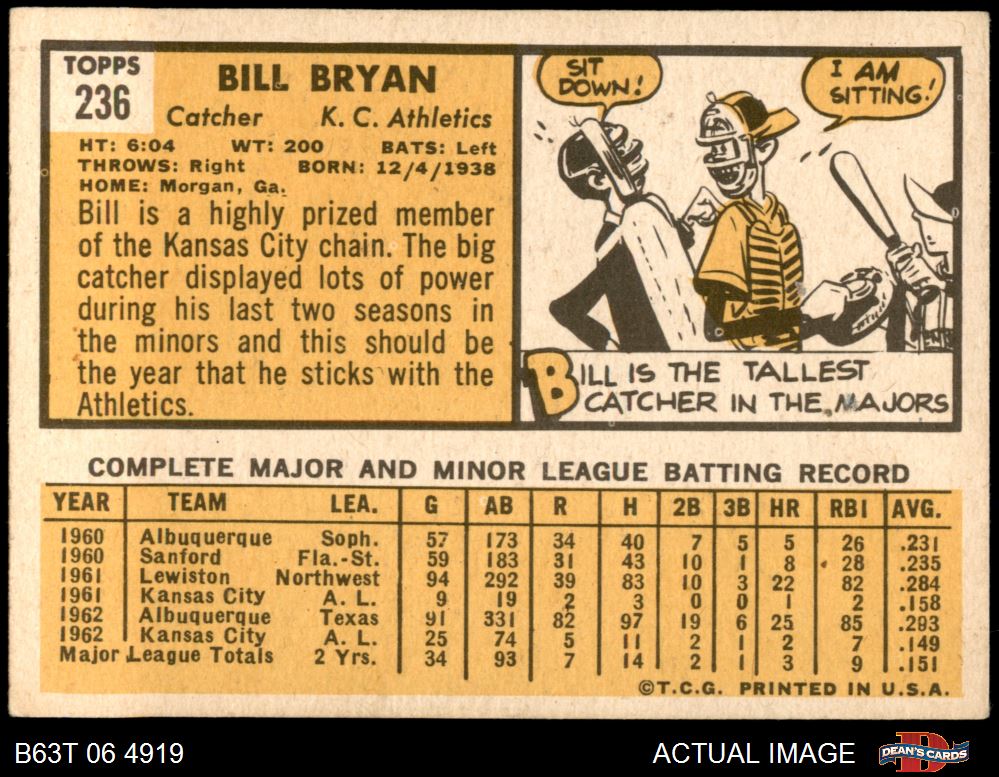 TOPPS
236
BILL BRYAN
Catcher K. C. Athletics
HT: 6:04 WT: 200 BATS: Left
THROWS: Right BORN: 12/4/1938
HOME: Morgan, Ga.
Bill is a highly prized member
of the Kansas City chain. The big
catcher displayed lots of power
during his last two seasons in
the minors and this should be
the year that he sticks with the
Athletics.
SIT
DOWN!
I AM
SITTING!
BILL IS THE TALLEST
CATCHER IN THE MAJORS
COMPLETE MAJOR AND MINOR LEAGUE BATTING RECORD
YEAR TEAM LEA. G AB R H 2B 3B HR RBI AVG.
1960 Albuquerque Soph. 57 173 34 40 7 5 5 26 .231
1960 Sanford Fla.-St. 59 183 31 43 10 1 8 28 .235
1961 Lewiston Northwest 94 292 39 83 10 3 22 82 .284
1961 Kansas City A. L. 9 19 2 3 0 0 1 2 .158
1962 Albuquerque Texas 91 331 82 97 19 6 25 85 .293
1962 Kansas City A. L. 25 74 5 11 2 1 2 7 .149
Major League Totals 2 Yrs. 34 93 7 14 2 1 3 9 .151
©T.C.G. PRINTED IN U.S.A.
B63T 06 4919 ACTUAL IMAGE DEAN'S CARDS